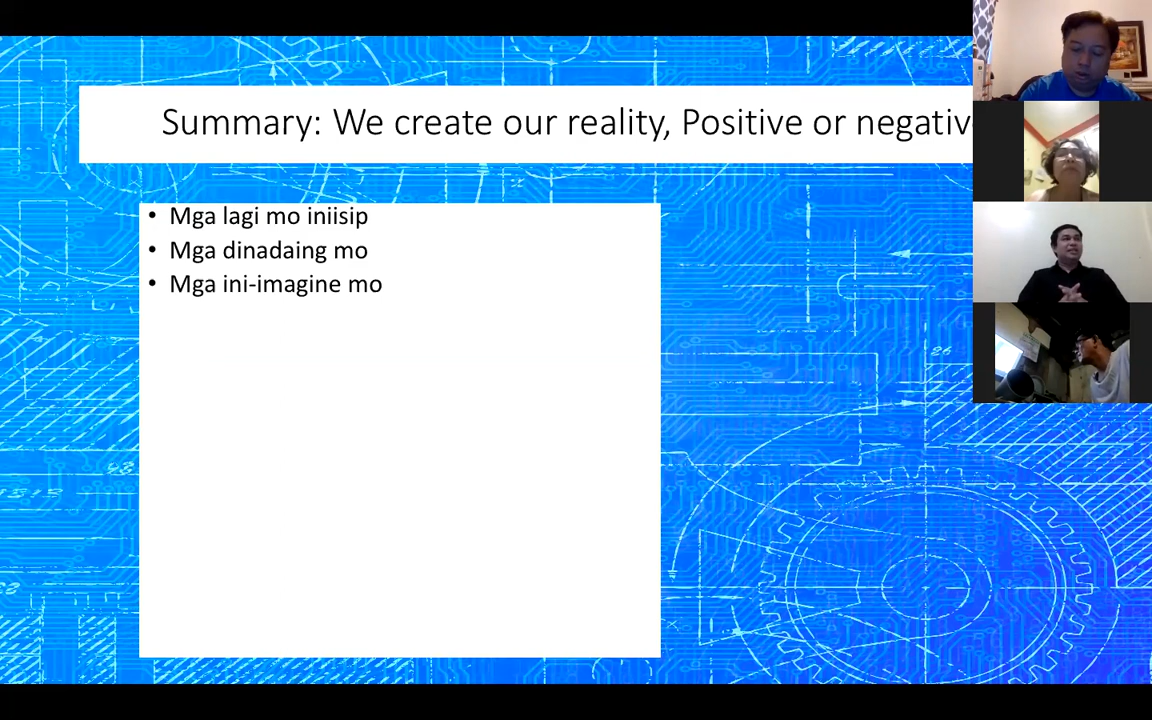 Summary: We create our reality, Positive or negativ
• Mga lagi mo iniisip
• Mga dinadaing mo
• Mga ini-imagine mo
26